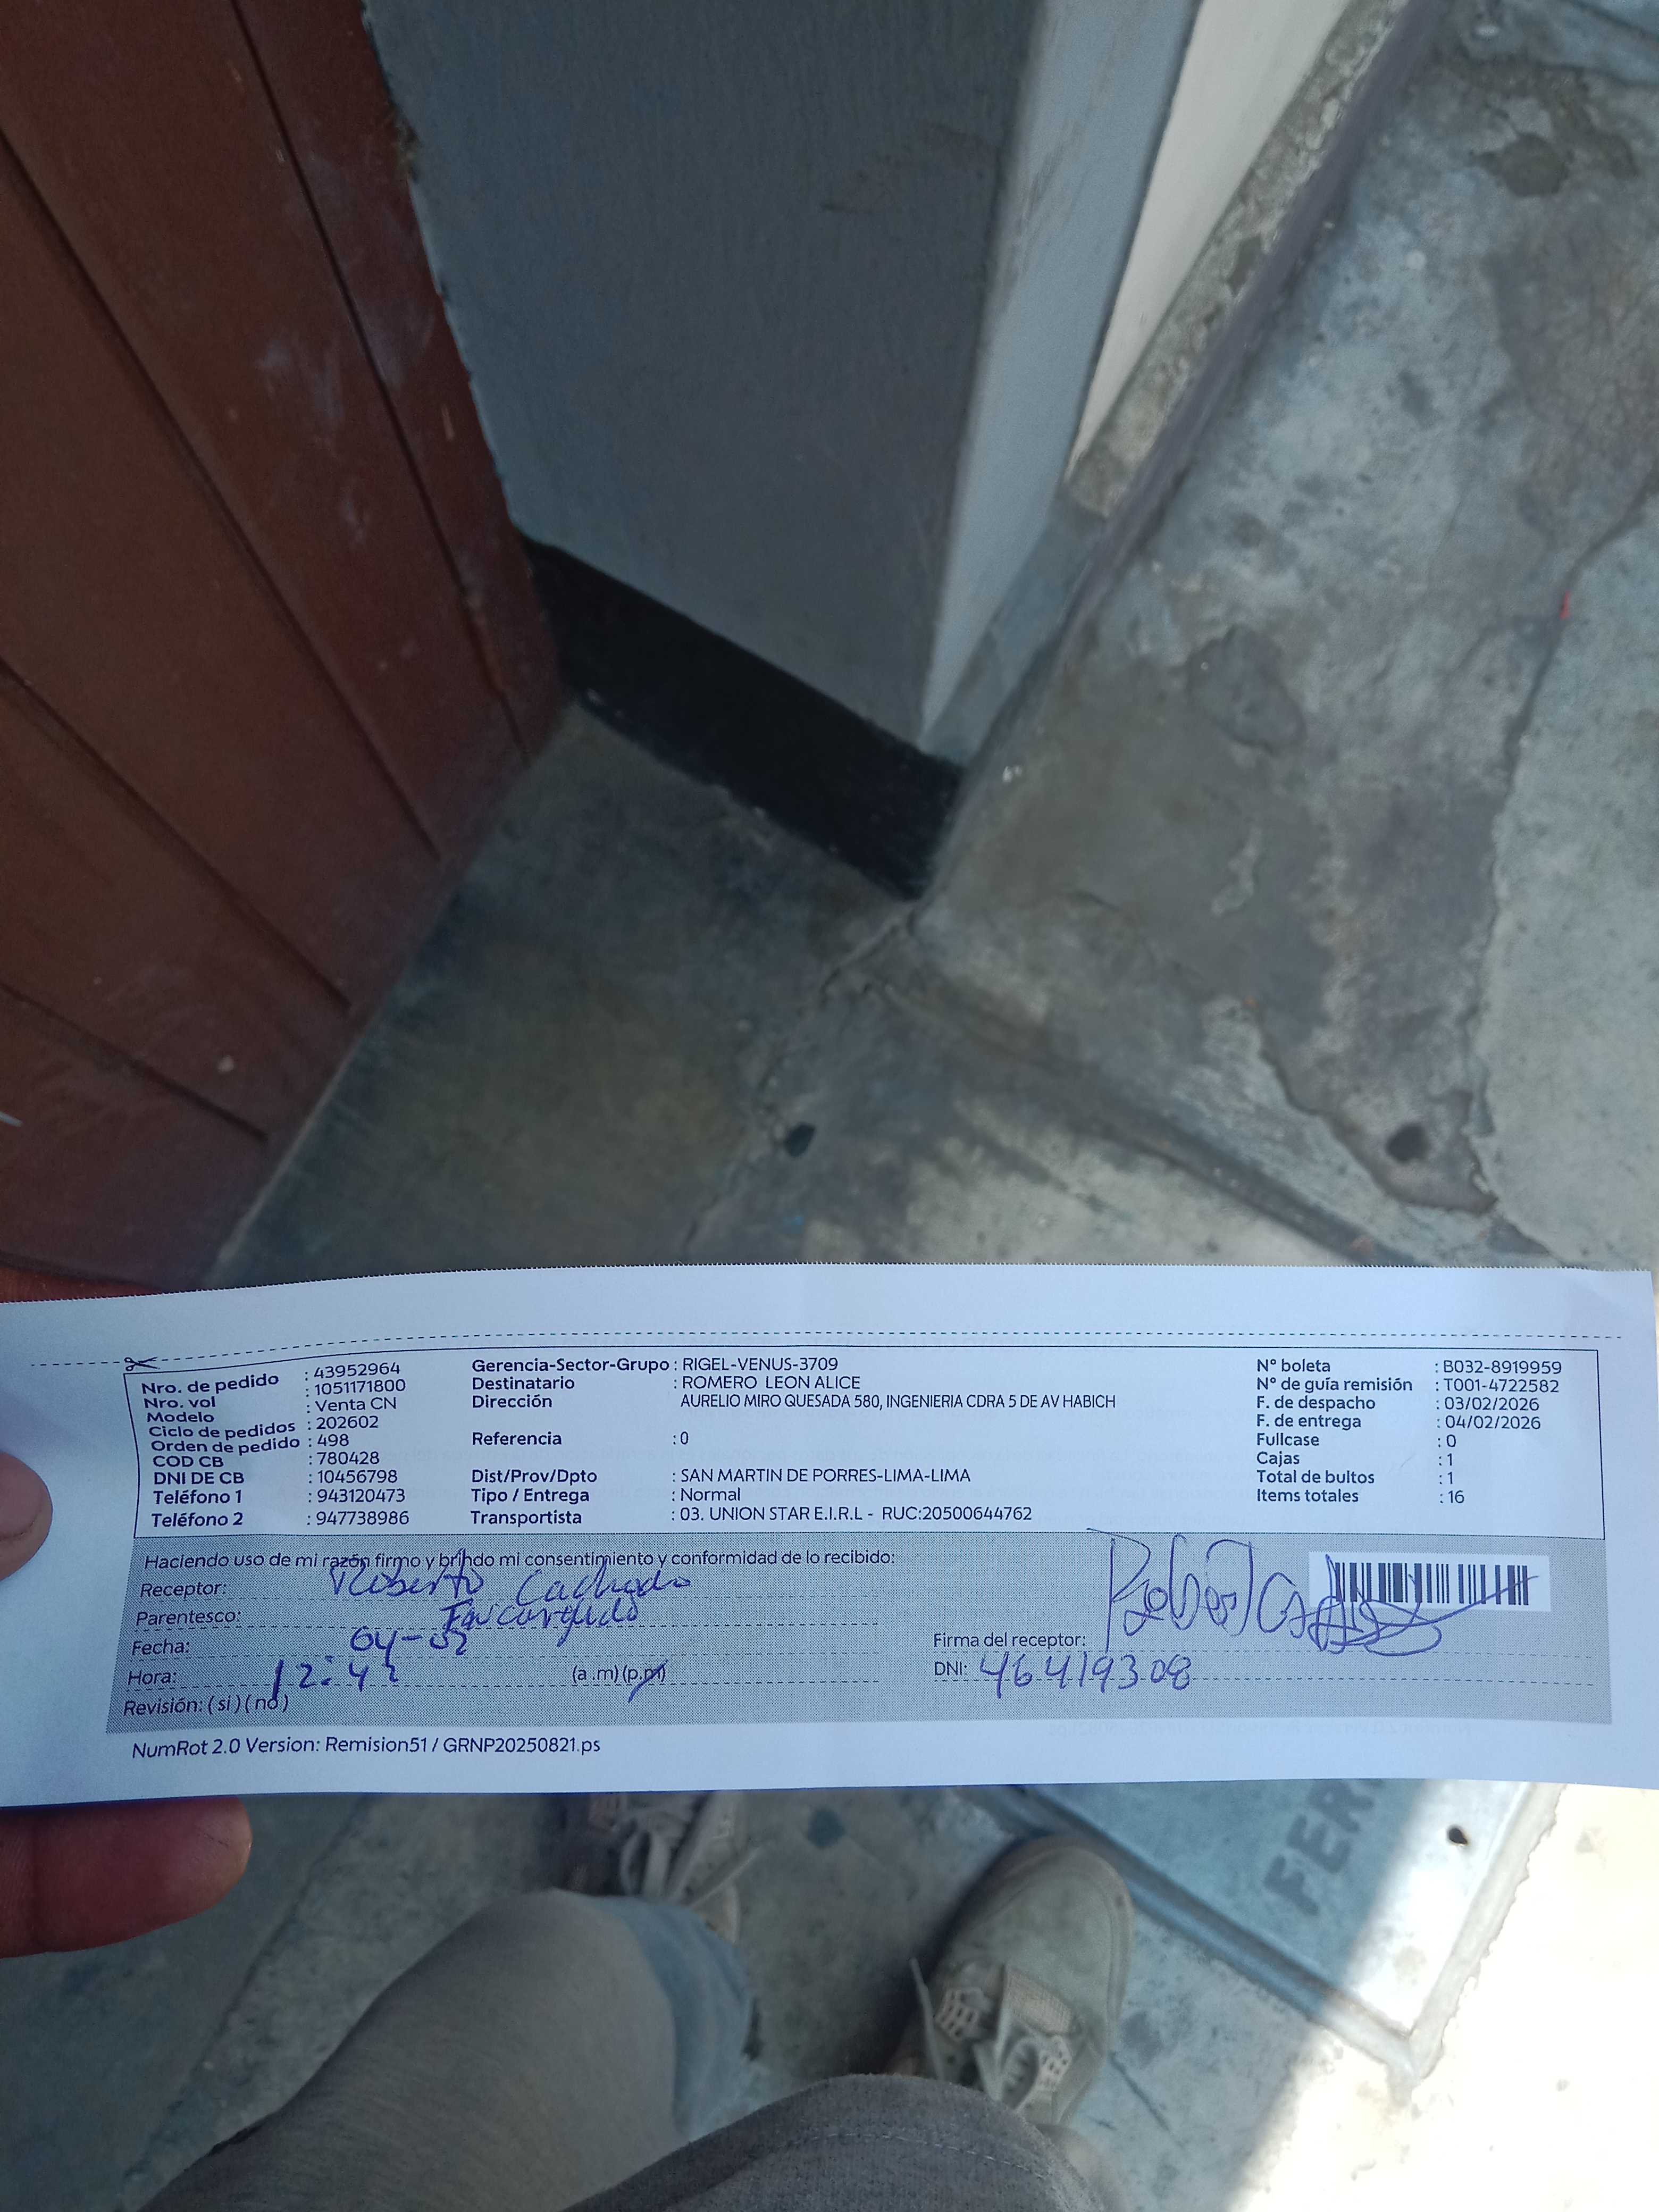 Nro. de pedido : 43952964
Nro. vol : 1051171800
Modelo : Venta CN
Ciclo de pedidos : 202602
Orden de pedido : 498
COD CB : 780428
DNI DE CB : 10456798
Teléfono 1 : 943120473
Teléfono 2 : 947738986
Gerencia-Sector-Grupo : RIGEL-VENUS-3709
Destinatario : ROMERO LEON ALICE
Dirección AURELIO MIRO QUESADA 580, INGENIERIA CDRA 5 DE AV HABICH
Referencia : 0
Dist/Prov/Dpto : SAN MARTIN DE PORRES-LIMA-LIMA
Tipo / Entrega : Normal
Transportista : 03. UNION STAR E.I.R.L - RUC:20500644762
N° boleta : B032-8919959
N° de guía remisión : T001-4722582
F. de despacho : 03/02/2026
F. de entrega : 04/02/2026
Fullcase : 0
Cajas : 1
Total de bultos : 1
Items totales : 16
Haciendo uso de mi razón firmo y brindo mi consentimiento y conformidad de lo recibido:
Receptor: Roberto
Parentesco: Encargado
Fecha: 04-02
Hora: 12:42 (a .m) (p.m)
Revisión: ( si ) ( no )
Firma del receptor:
DNI: 46419308
NumRot 2.0 Version: Remision51 / GRNP20250821.ps
FER